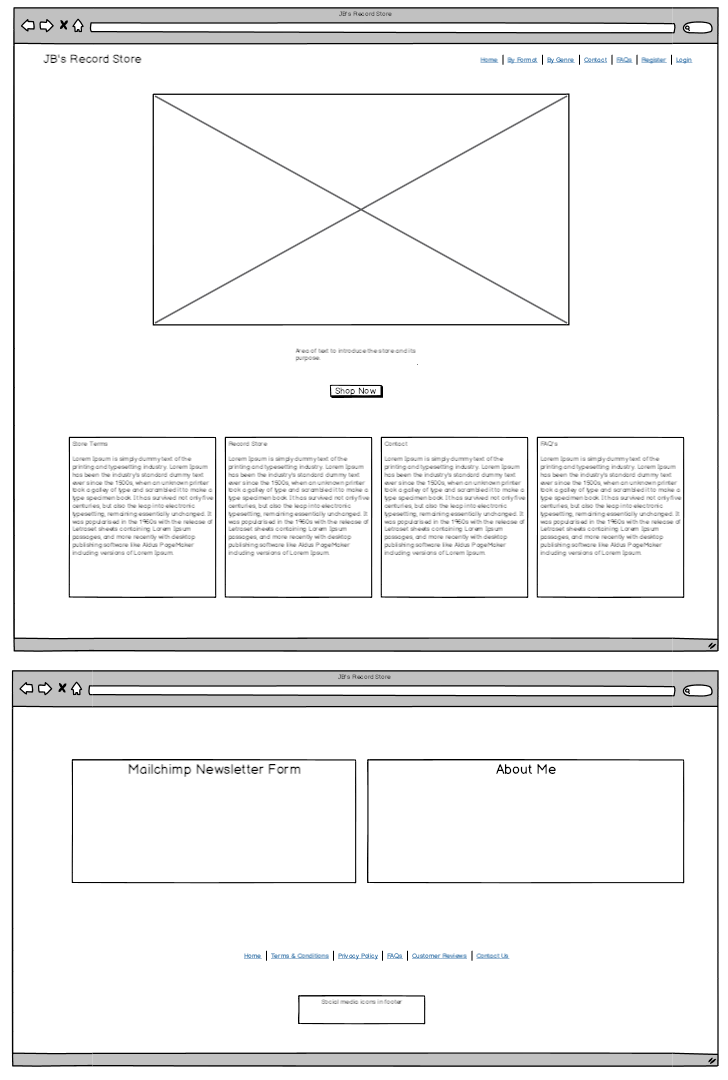 JB's Record Store
JB's Record Store
Home | By Format | By Genre | Contact | FAQs | Register | Login
Area of text to introduce the store and its
purpose.
Shop Now
Store Terms
Lorem Ipsum is simply dummy text of the
printing and typesetting industry. Lorem Ipsum
has been the industry's standard dummy text
ever since the 1500s, when an unknown printer
took a galley of type and scrambled it to make a
type specimen book. It has survived not only five
centuries, but also the leap into electronic
typesetting, remaining essentially unchanged. It
was popularised in the 1960s with the release of
Letraset sheets containing Lorem Ipsum
passages, and more recently with desktop
publishing software like Aldus PageMaker
including versions of Lorem Ipsum.
Record Store
Lorem Ipsum is simply dummy text of the
printing and typesetting industry. Lorem Ipsum
has been the industry's standard dummy text
ever since the 1500s, when an unknown printer
took a galley of type and scrambled it to make a
type specimen book. It has survived not only five
centuries, but also the leap into electronic
typesetting, remaining essentially unchanged. It
was popularised in the 1960s with the release of
Letraset sheets containing Lorem Ipsum
passages, and more recently with desktop
publishing software like Aldus PageMaker
including versions of Lorem Ipsum.
Contact
Lorem Ipsum is simply dummy text of the
printing and typesetting industry. Lorem Ipsum
has been the industry's standard dummy text
ever since the 1500s, when an unknown printer
took a galley of type and scrambled it to make a
type specimen book. It has survived not only five
centuries, but also the leap into electronic
typesetting, remaining essentially unchanged. It
was popularised in the 1960s with the release of
Letraset sheets containing Lorem Ipsum
passages, and more recently with desktop
publishing software like Aldus PageMaker
including versions of Lorem Ipsum.
FAQ's
Lorem Ipsum is simply dummy text of the
printing and typesetting industry. Lorem Ipsum
has been the industry's standard dummy text
ever since the 1500s, when an unknown printer
took a galley of type and scrambled it to make a
type specimen book. It has survived not only five
centuries, but also the leap into electronic
typesetting, remaining essentially unchanged. It
was popularised in the 1960s with the release of
Letraset sheets containing Lorem Ipsum
passages, and more recently with desktop
publishing software like Aldus PageMaker
including versions of Lorem Ipsum.
JB's Record Store
Mailchimp Newsletter Form
About Me
Home | Terms & Conditions | Privacy Policy | FAQs | Customer Reviews | Contact Us
Social media icons in footer